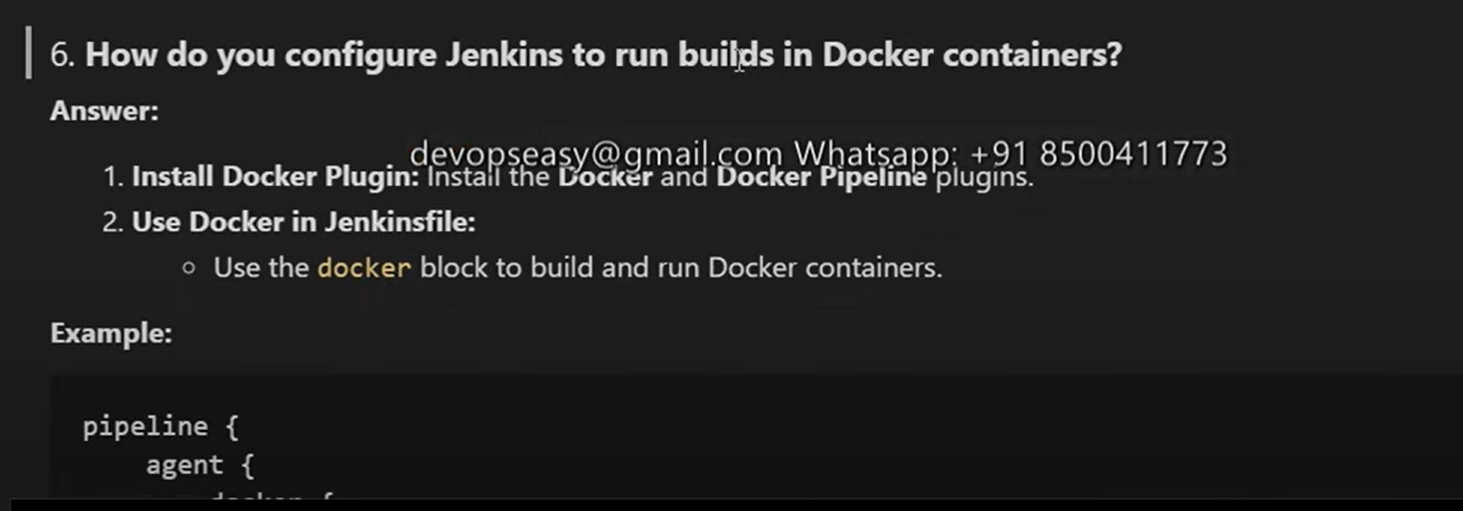 6. How do you configure Jenkins to run builds in Docker containers?
Answer:
devopseasy@gmail.com Whatsapp: +91 8500411773
1. Install Docker Plugin: Install the Docker and Docker Pipeline plugins.
2. Use Docker in Jenkinsfile:
○ Use the docker block to build and run Docker containers.
Example:
pipeline {
agent {
docker {